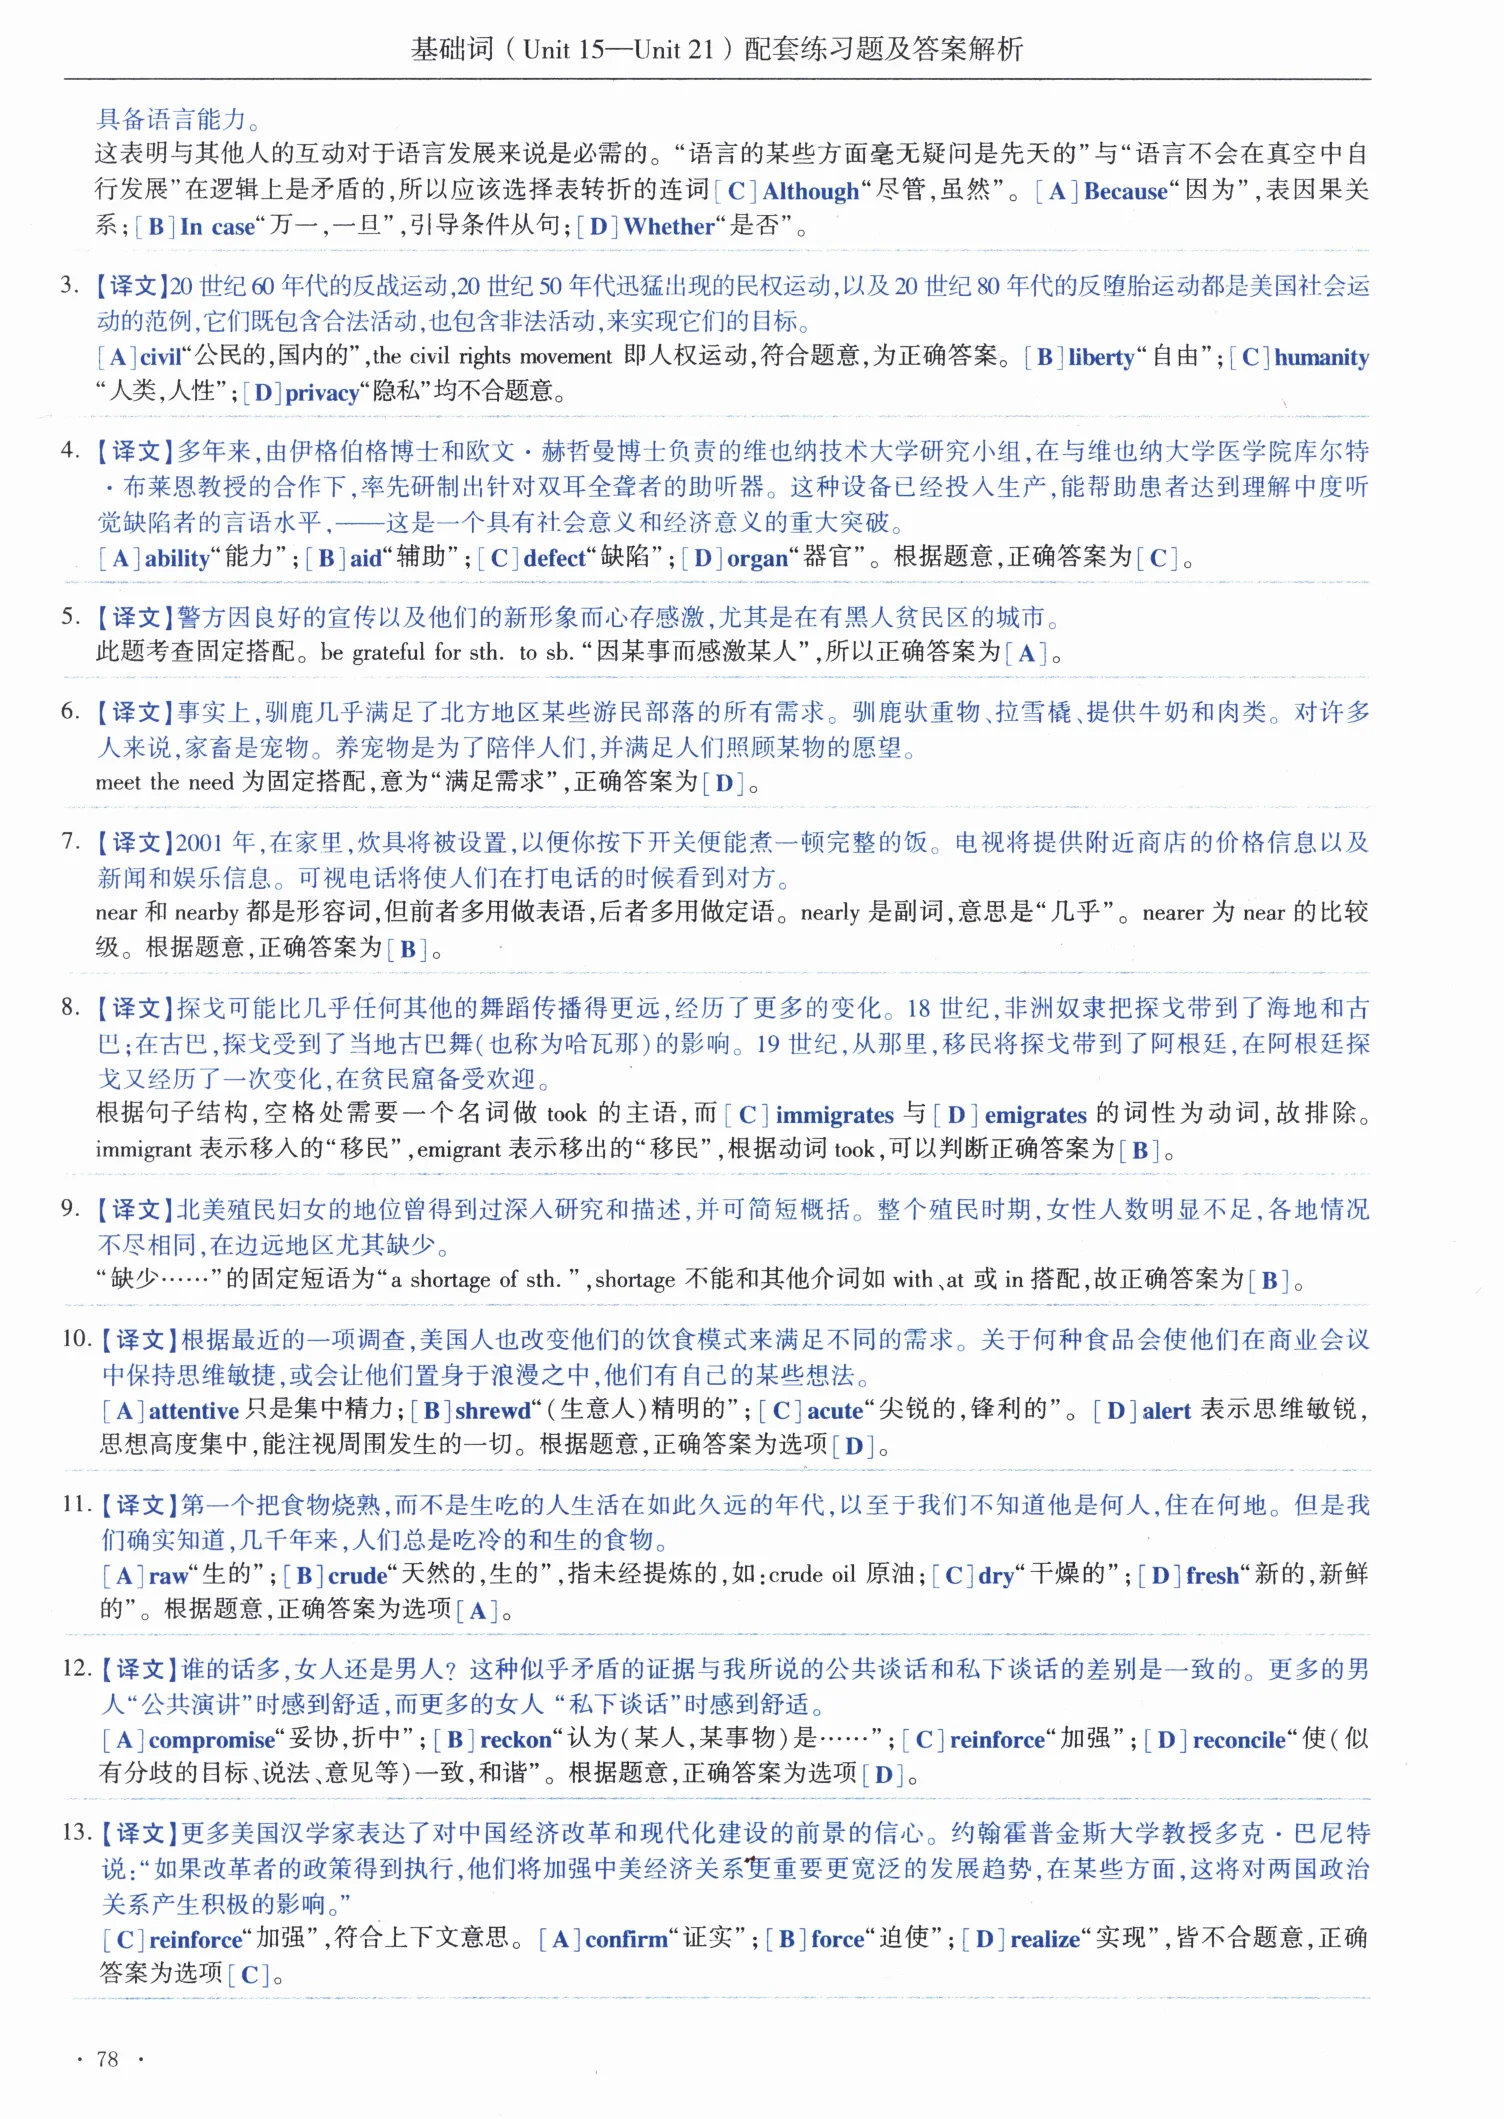 基础词（Unit 15—Unit 21）配套练习题及答案解析
具备语言能力。
这表明与其他人的互动对于语言发展来说是必需的。“语言的某些方面毫无疑问是先天的”与“语言不会在真空中自
行发展”在逻辑上是矛盾的,所以应该选择表转折的连词[C]Although“尽管,虽然”。[A]Because“因为”,表因果关
系;[B]In case“万一,一旦”,引导条件从句;[D]Whether“是否”。
3. 【译文】20世纪60年代的反战运动,20世纪50年代迅猛出现的民权运动,以及20世纪80年代的反堕胎运动都是美国社会运
动的范例,它们既包含合法活动,也包含非法活动,来实现它们的目标。
[A]civil“公民的,国内的”,the civil rights movement 即人权运动,符合题意,为正确答案。[B]liberty“自由”;[C]humanity
“人类,人性”;[D]privacy“隐私”均不合题意。
4. 【译文】多年来,由伊格伯格博士和欧文·赫哲曼博士负责的维也纳技术大学研究小组,在与维也纳大学医学院库尔特
·布莱恩教授的合作下,率先研制出针对双耳全聋者的助听器。这种设备已经投入生产,能帮助患者达到理解中度听
觉缺陷者的言语水平,——这是一个具有社会意义和经济意义的重大突破。
[A]ability“能力”;[B]aid“辅助”;[C]defect“缺陷”;[D]organ“器官”。根据题意,正确答案为[C]。
5. 【译文】警方因良好的宣传以及他们的新形象而心存感激,尤其是在有黑人贫民区的城市。
此题考查固定搭配。be grateful for sth. to sb.“因某事而感激某人”,所以正确答案为[A]。
6. 【译文】事实上,驯鹿几乎满足了北方地区某些游民部落的所有需求。驯鹿驮重物、拉雪橇、提供牛奶和肉类。对许多
人来说,家畜是宠物。养宠物是为了陪伴人们,并满足人们照顾某物的愿望。
meet the need 为固定搭配,意为“满足需求”,正确答案为[D]。
7. 【译文】2001年,在家里,炊具将被设置,以便你按下开关便能煮一顿完整的饭。电视将提供附近商店的价格信息以及
新闻和娱乐信息。可视电话将使人们在打电话的时候看到对方。
near 和 nearby 都是形容词,但前者多用做表语,后者多用做定语。nearly 是副词,意思是“几乎”。nearer 为 near 的比较
级。根据题意,正确答案为[B]。
8. 【译文】探戈可能比几乎任何其他的舞蹈传播得更远,经历了更多的变化。18世纪,非洲奴隶把探戈带到了海地和古
巴;在古巴,探戈受到了当地古巴舞(也称为哈瓦那)的影响。19世纪,从那里,移民将探戈带到了阿根廷,在阿根廷探
戈又经历了一次变化,在贫民窟备受欢迎。
根据句子结构,空格处需要一个名词做 took 的主语,而[C]immigrates 与[D]emigrates 的词性为动词,故排除。
immigrant 表示移入的“移民”,emigrant 表示移出的“移民”,根据动词 took,可以判断正确答案为[B]。
9. 【译文】北美殖民妇女的地位曾得到过深入研究和描述,并可简短概括。整个殖民时期,女性人数明显不足,各地情况
不尽相同,在边远地区尤其缺少。
“缺少……”的固定短语为“a shortage of sth.”,shortage 不能和其他介词如 with、at 或 in 搭配,故正确答案为[B]。
10. 【译文】根据最近的一项调查,美国人也改变他们的饮食模式来满足不同的需求。关于何种食品会使他们在商业会议
中保持思维敏捷,或会让他们置身于浪漫之中,他们有自己的某些想法。
[A]attentive 只是集中精力;[B]shrewd“(生意人)精明的”;[C]acute“尖锐的,锋利的”。[D]alert 表示思维敏锐,
思想高度集中,能注视周围发生的一切。根据题意,正确答案为选项[D]。
11. 【译文】第一个把食物烧熟,而不是生吃的人生活在如此久远的年代,以至于我们不知道他是何人,住在何地。但是我
们确实知道,几千年来,人们总是吃冷的和生的食物。
[A]raw“生的”;[B]crude“天然的,生的”,指未经提炼的,如:crude oil 原油;[C]dry“干燥的”;[D]fresh“新的,新鲜
的”。根据题意,正确答案为选项[A]。
12. 【译文】谁的话多,女人还是男人？这种似乎矛盾的证据与我所说的公共谈话和私下谈话的差别是一致的。更多的男
人“公共演讲”时感到舒适,而更多的女人“私下谈话”时感到舒适。
[A]compromise“妥协,折中”;[B]reckon“认为(某人,某事物)是……”;[C]reinforce“加强”;[D]reconcile“使(似
有分歧的目标、说法、意见等)一致,和谐”。根据题意,正确答案为选项[D]。
13. 【译文】更多美国汉学家表达了对中国经济改革和现代化建设的前景的信心。约翰霍普金斯大学教授多克·巴尼特
说:“如果改革者的政策得到执行,他们将加强中美经济关系更重要更宽泛的发展趋势,在某些方面,这将对两国政治
关系产生积极的影响。”
[C]reinforce“加强”,符合上下文意思。[A]confirm“证实”;[B]force“迫使”;[D]realize“实现”,皆不合题意,正确
答案为选项[C]。
· 78 ·